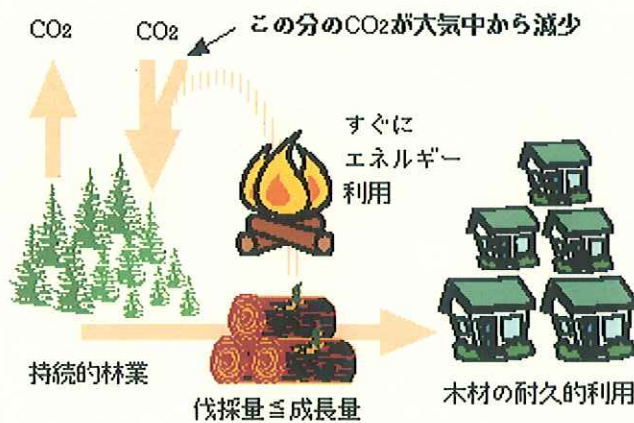 CO2
CO2
この分のCO2が大気中から減少
すぐに
エネルギー
利用
持続的林業
伐採量≦成長量
木材の耐久的利用